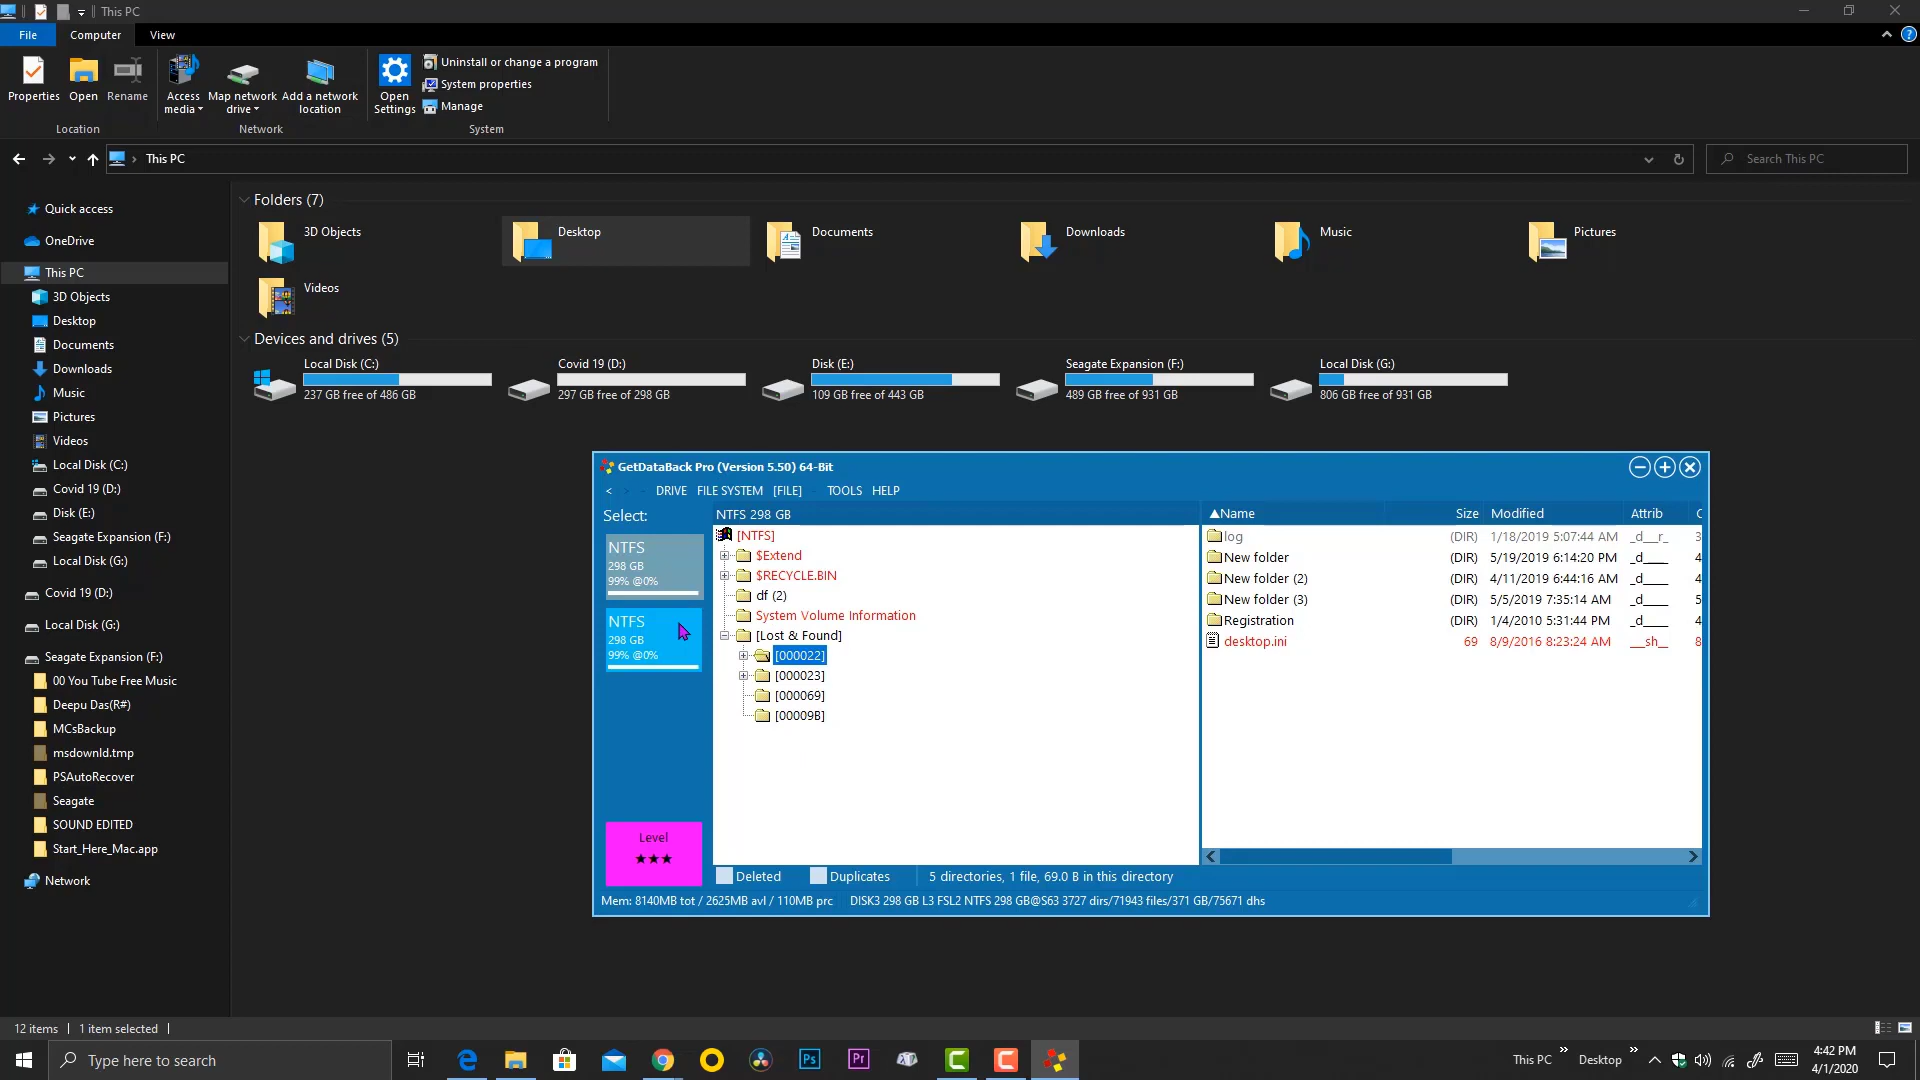 This PC
File
Computer
View
Properties
Open
Rename
Access media
Map network drive
Add a network location
Open Settings
Uninstall or change a program
System properties
Manage
Location
Network
System
This PC
Search This PC
Quick access
OneDrive
This PC
3D Objects
Desktop
Documents
Downloads
Music
Pictures
Videos
Local Disk (C:)
Covid 19 (D:)
Disk (E:)
Seagate Expansion (F:)
Local Disk (G:)
Covid 19 (D:)
Local Disk (G:)
Seagate Expansion (F:)
00 You Tube Free Music
Deepu Das(R#)
MCsBackup
msdownld.tmp
PSAutoRecover
Seagate
SOUND EDITED
Start_Here_Mac.app
Network
Folders (7)
3D Objects
Desktop
Documents
Downloads
Music
Pictures
Videos
Devices and drives (5)
Local Disk (C:)
237 GB free of 486 GB
Covid 19 (D:)
297 GB free of 298 GB
Disk (E:)
109 GB free of 443 GB
Seagate Expansion (F:)
489 GB free of 931 GB
Local Disk (G:)
806 GB free of 931 GB
GetDataBack Pro (Version 5.50) 64-Bit
< > - DRIVE FILE SYSTEM [FILE] - TOOLS HELP
Select:
NTFS
298 GB
99% @0%
NTFS
298 GB
99% @0%
Level
★★★
NTFS 298 GB
[NTFS]
$Extend
$RECYCLE.BIN
df (2)
System Volume Information
[Lost & Found]
[000022]
[000023]
[000069]
[00009B]
▲Name Size Modified Attrib C
log (DIR) 1/18/2019 5:07:44 AM _d__r_ 3
New folder (DIR) 5/19/2019 6:14:20 PM _d____ 4
New folder (2) (DIR) 4/11/2019 6:44:16 AM _d____ 4
New folder (3) (DIR) 5/5/2019 7:35:14 AM _d____ 5
Registration (DIR) 1/4/2010 5:31:44 PM _d____ 4
desktop.ini 69 8/9/2016 8:23:24 AM __sh__ 8
Deleted
Duplicates
5 directories, 1 file, 69.0 B in this directory
Mem: 8140MB tot / 2625MB avl / 110MB prc DISK3 298 GB L3 FSL2 NTFS 298 GB@S63 3727 dirs/71943 files/371 GB/75671 dhs
12 items
1 item selected
Type here to search
Ps
Pr
This PC
Desktop
4:42 PM
4/1/2020